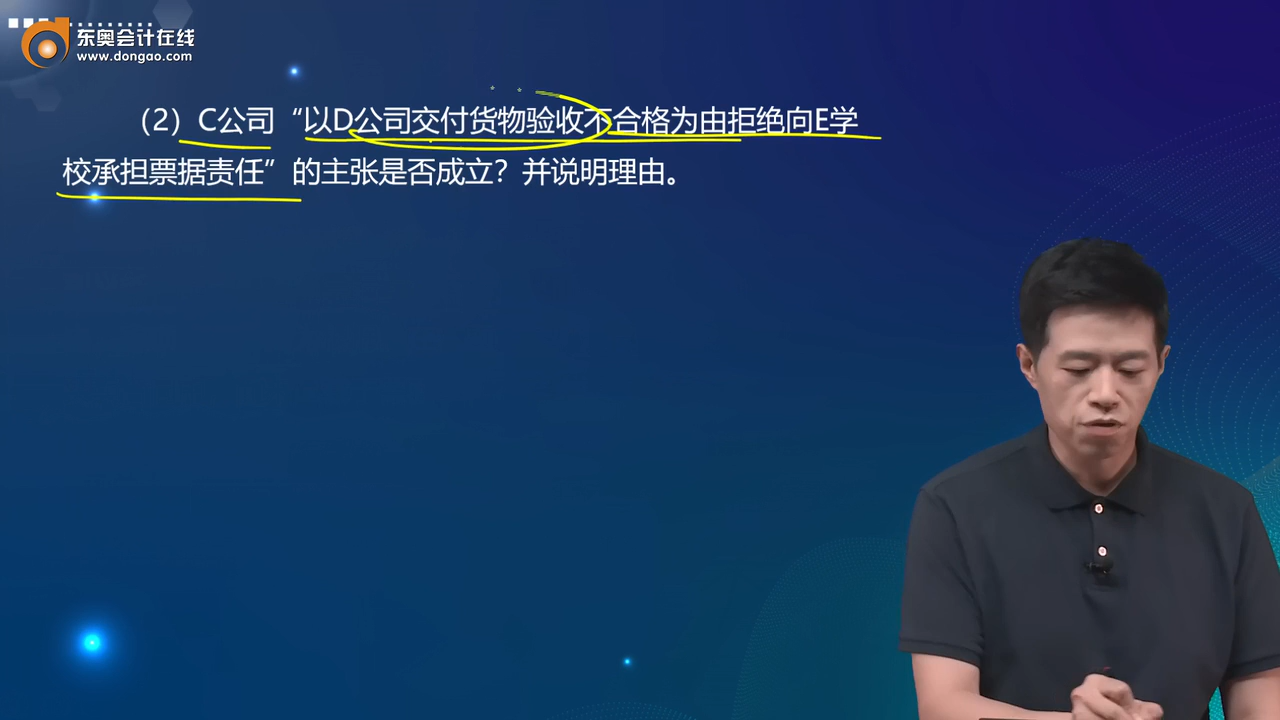 东奥会计在线
www.dongao.com
（2）C公司“以D公司交付货物验收不合格为由拒绝向E学
校承担票据责任”的主张是否成立？并说明理由。